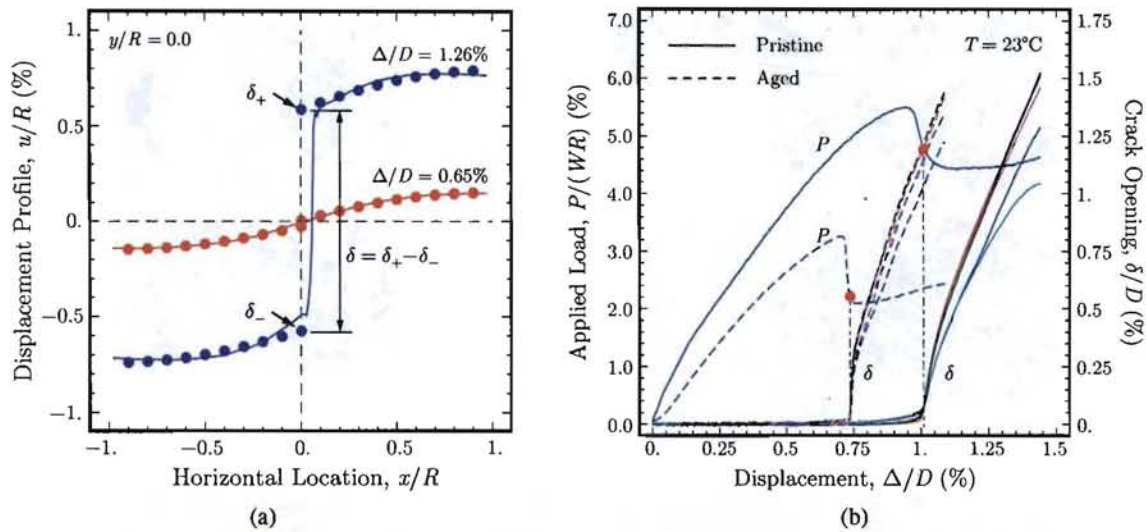 y/R = 0.0
Δ/D = 1.26%
δ₊
Δ/D = 0.65%
δ = δ₊−δ₋
δ₋
Displacement Profile, u/R (%)
1.
0.5
0.
−0.5
−1.
−1.
−0.5
0.
0.5
1.
Horizontal Location, x/R
(a)
Pristine
Aged
T = 23°C
P
P
δ
δ
Applied Load, P/(WR) (%)
7.0
6.0
5.0
4.0
3.0
2.0
1.0
0.0
Crack Opening, δ/D (%)
1.75
1.5
1.25
1.
0.75
0.5
0.25
0.
0.
0.25
0.5
0.75
1.
1.25
1.5
Displacement, Δ/D (%)
(b)